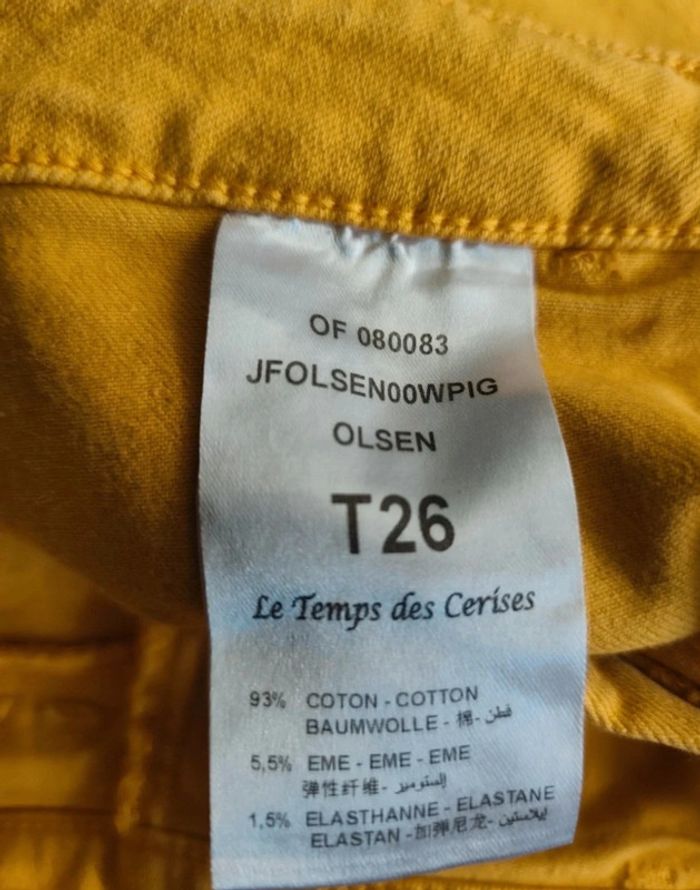 OF 080083
JFOLSEN00WPIG
OLSEN
T26
Le Temps des Cerises
93% COTON - COTTON
BAUMWOLLE - 棉- قطن
5,5% EME - EME - EME
弹性纤维-
1,5% ELASTHANNE - ELASTANE
ELASTAN -加弹尼龙- إيلاستين